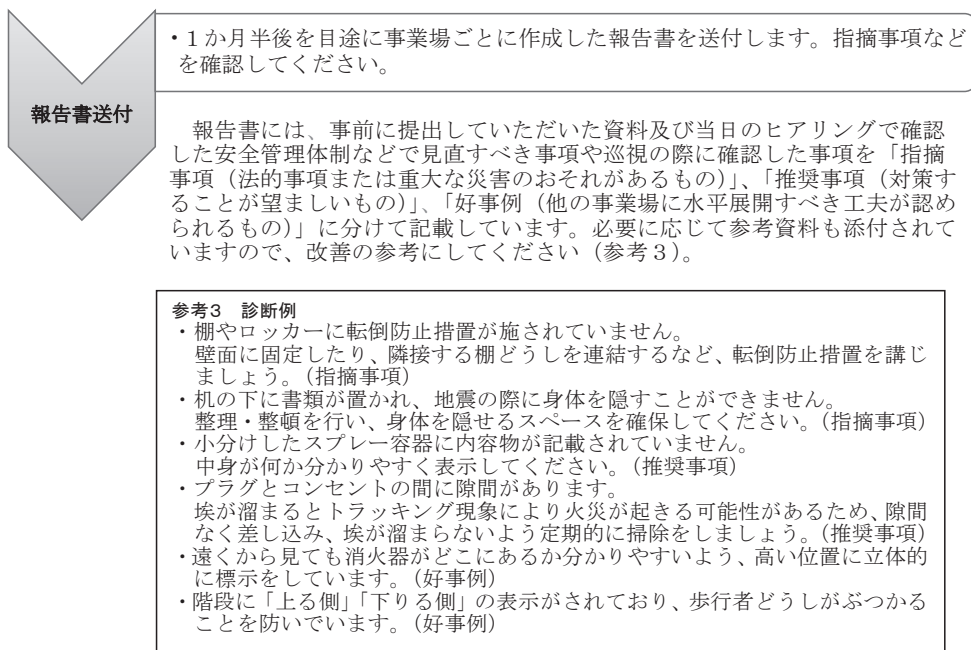 ・１か月半後を目途に事業場ごとに作成した報告書を送付します。指摘事項など
を確認してください。
報告書送付
報告書には、事前に提出していただいた資料及び当日のヒアリングで確認
した安全管理体制などで見直すべき事項や巡視の際に確認した事項を「指摘
事項（法的事項または重大な災害のおそれがあるもの）」、「推奨事項（対策す
ることが望ましいもの）」、「好事例（他の事業場に水平展開すべき工夫が認め
られるもの）」に分けて記載しています。必要に応じて参考資料も添付されて
いますので、改善の参考にしてください（参考３）。
参考3　診断例
・棚やロッカーに転倒防止措置が施されていません。
壁面に固定したり、隣接する棚どうしを連結するなど、転倒防止措置を講じ
ましょう。（指摘事項）
・机の下に書類が置かれ、地震の際に身体を隠すことができません。
整理・整頓を行い、身体を隠せるスペースを確保してください。（指摘事項）
・小分けしたスプレー容器に内容物が記載されていません。
中身が何か分かりやすく表示してください。（推奨事項）
・プラグとコンセントの間に隙間があります。
埃が溜まるとトラッキング現象により火災が起きる可能性があるため、隙間
なく差し込み、埃が溜まらないよう定期的に掃除をしましょう。（推奨事項）
・遠くから見ても消火器がどこにあるか分かりやすいよう、高い位置に立体的
に標示をしています。（好事例）
・階段に「上る側」「下りる側」の表示がされており、歩行者どうしがぶつかる
ことを防いでいます。（好事例）